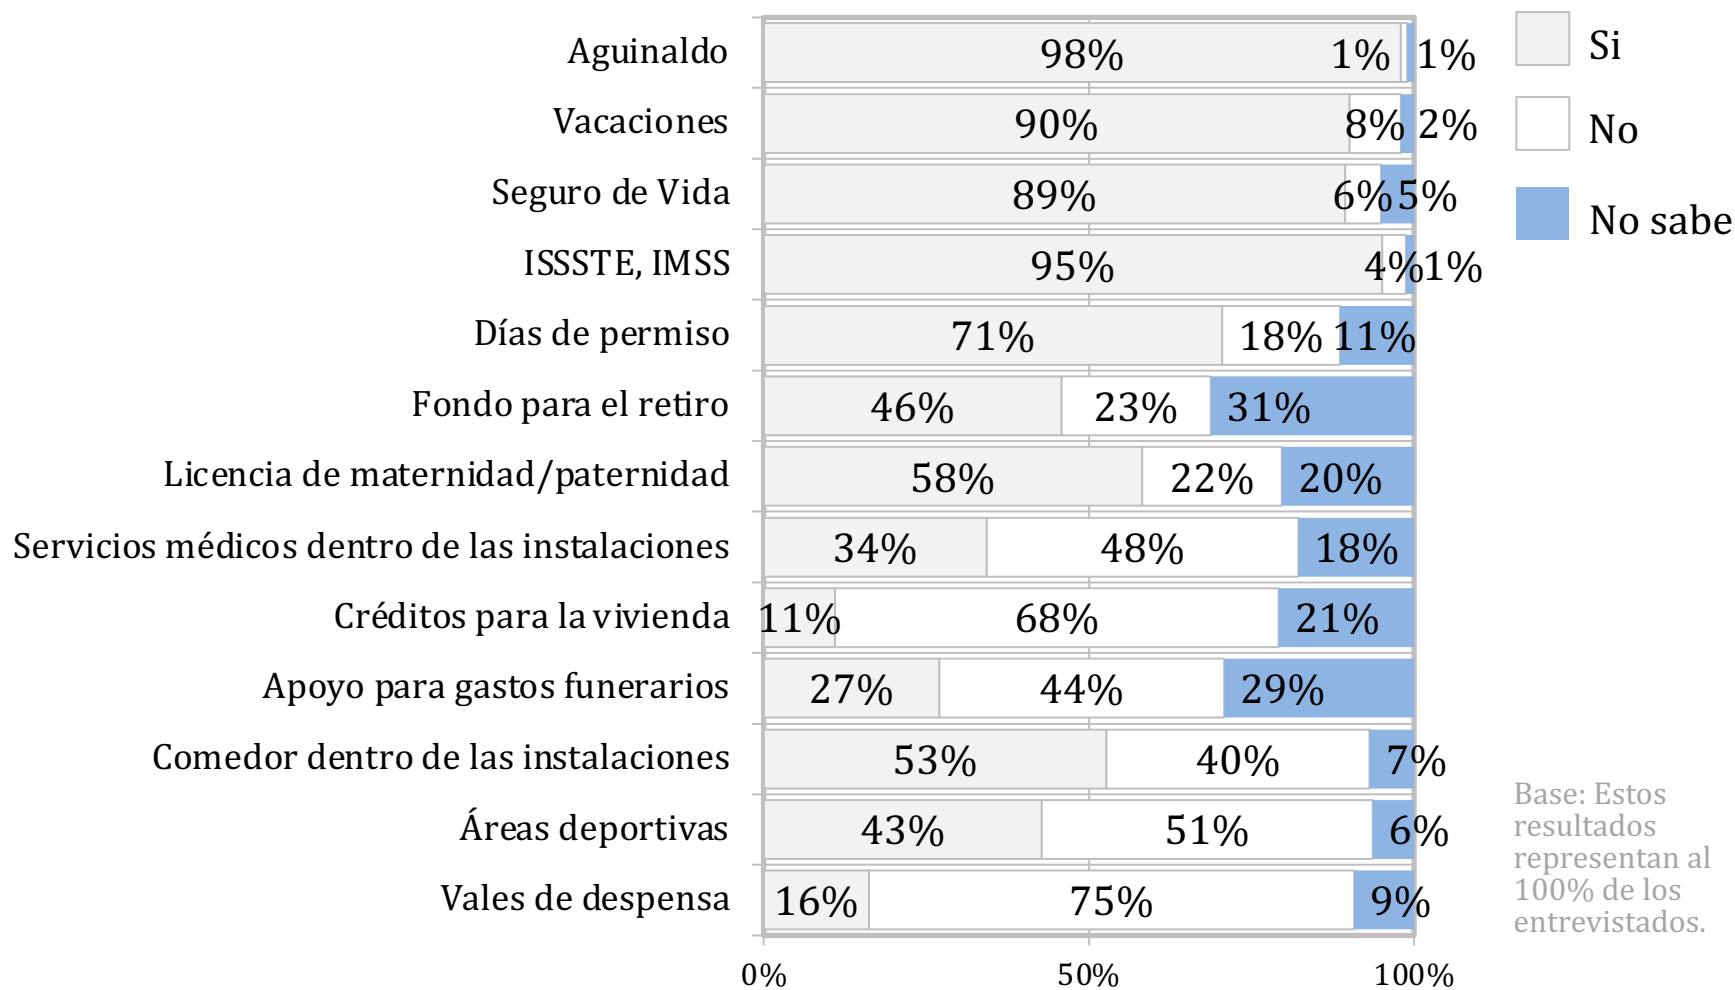 Aguinaldo 98% 1% 1%
Vacaciones 90% 8% 2%
Seguro de Vida 89% 6% 5%
ISSSTE, IMSS 95% 4% 1%
Días de permiso 71% 18% 11%
Fondo para el retiro 46% 23% 31%
Licencia de maternidad/paternidad 58% 22% 20%
Servicios médicos dentro de las instalaciones 34% 48% 18%
Créditos para la vivienda 11% 68% 21%
Apoyo para gastos funerarios 27% 44% 29%
Comedor dentro de las instalaciones 53% 40% 7%
Áreas deportivas 43% 51% 6%
Vales de despensa 16% 75% 9%
0% 50% 100%
Si
No
No sabe
Base: Estos
resultados
representan al
100% de los
entrevistados.